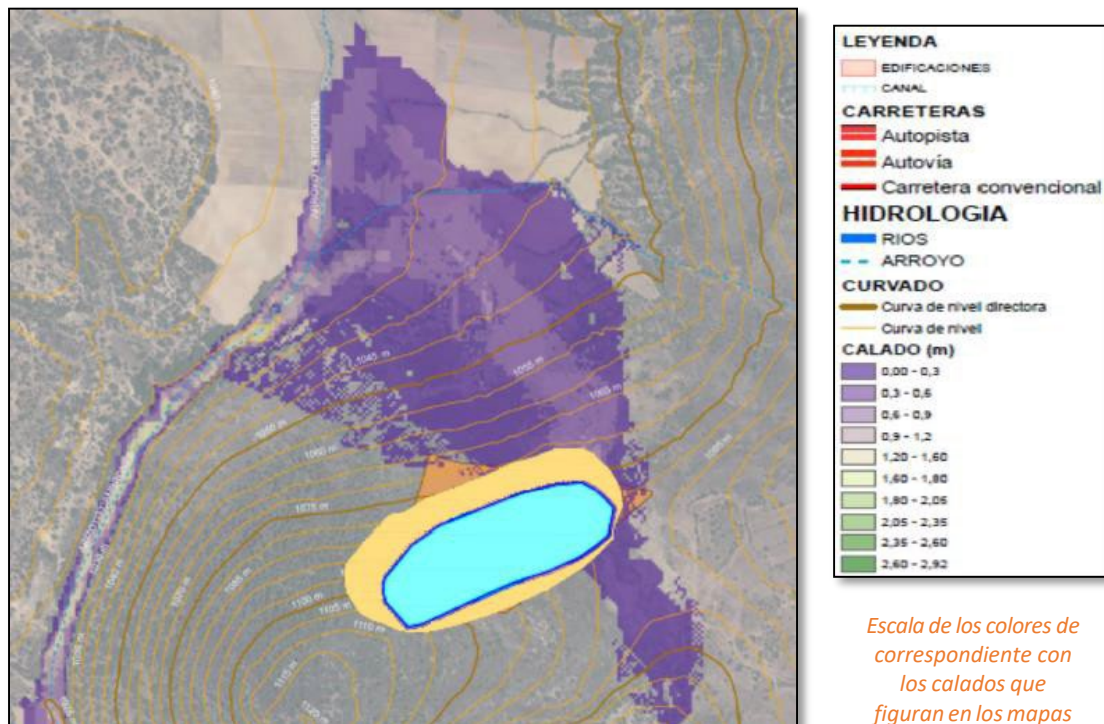 LEYENDA
EDIFICACIONES
CANAL
CARRETERAS
Autopista
Autovía
Carretera convencional
HIDROLOGIA
RIOS
ARROYO
CURVADO
Curva de nivel directora
Curva de nivel
CALADO (m)
0,00 - 0,3
0,3 - 0,6
0,6 - 0,9
0,9 - 1,2
1,20 - 1,60
1,60 - 1,80
1,80 - 2,05
2,05 - 2,35
2,35 - 2,60
2,60 - 2,92
Escala de los colores de
correspondiente con
los calados que
figuran en los mapas
1045 m
1055 m
1065 m
1050 m
1060 m
1075 m
1085 m
1100 m
1105 m
1110 m
1115 m